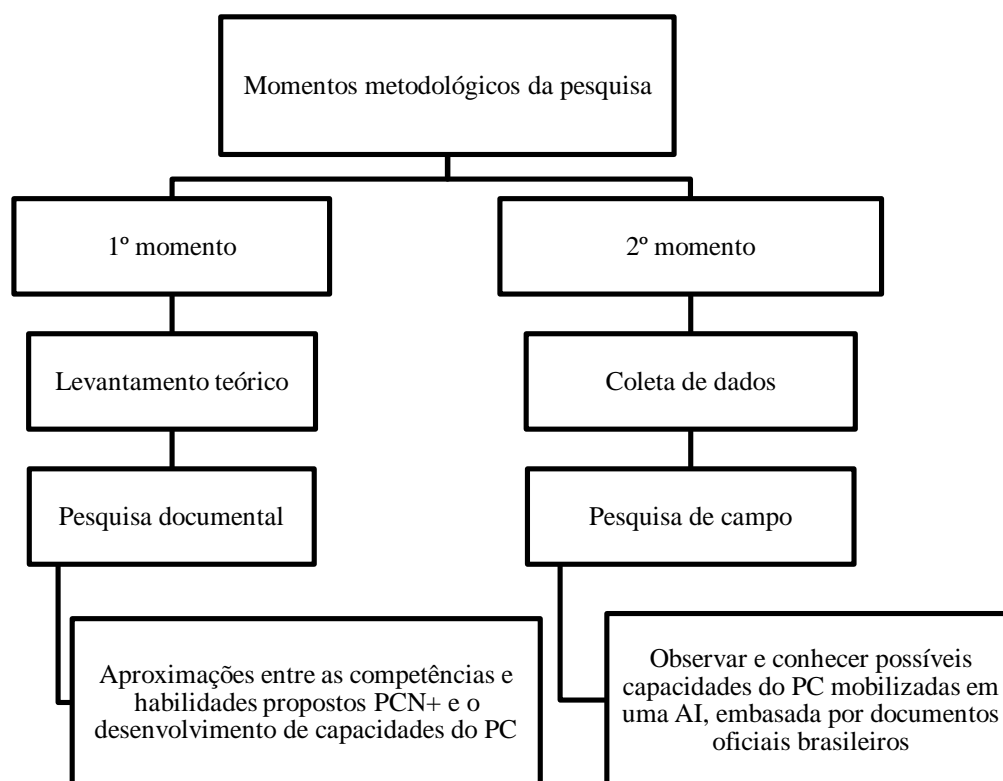 Momentos metodológicos da pesquisa
1º momento
2º momento
Levantamento teórico
Coleta de dados
Pesquisa documental
Pesquisa de campo
Aproximações entre as competências e
habilidades propostos PCN+ e o
desenvolvimento de capacidades do PC
Observar e conhecer possíveis
capacidades do PC mobilizadas em
uma AI, embasada por documentos
oficiais brasileiros